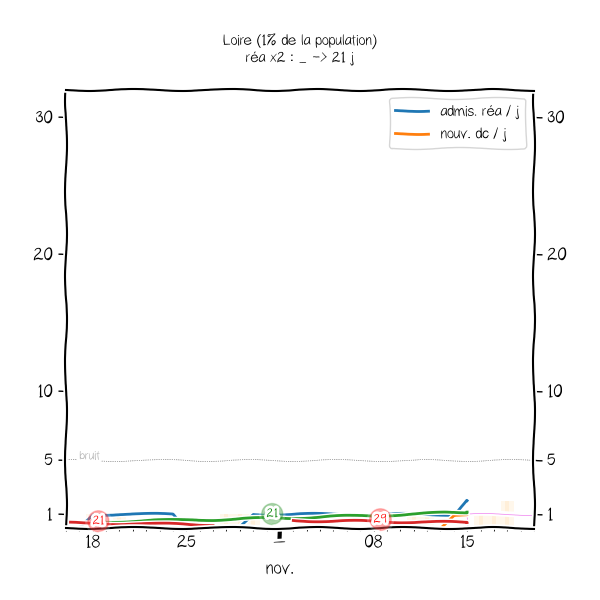 Loire (1% de la population)
réa x2 : _ -> 21 j
admis. réa / j
nouv. dc / j
30 30
20 20
10 10
5 bruit 5
1 21 21 29 1
18 25 1 08 15
nov.